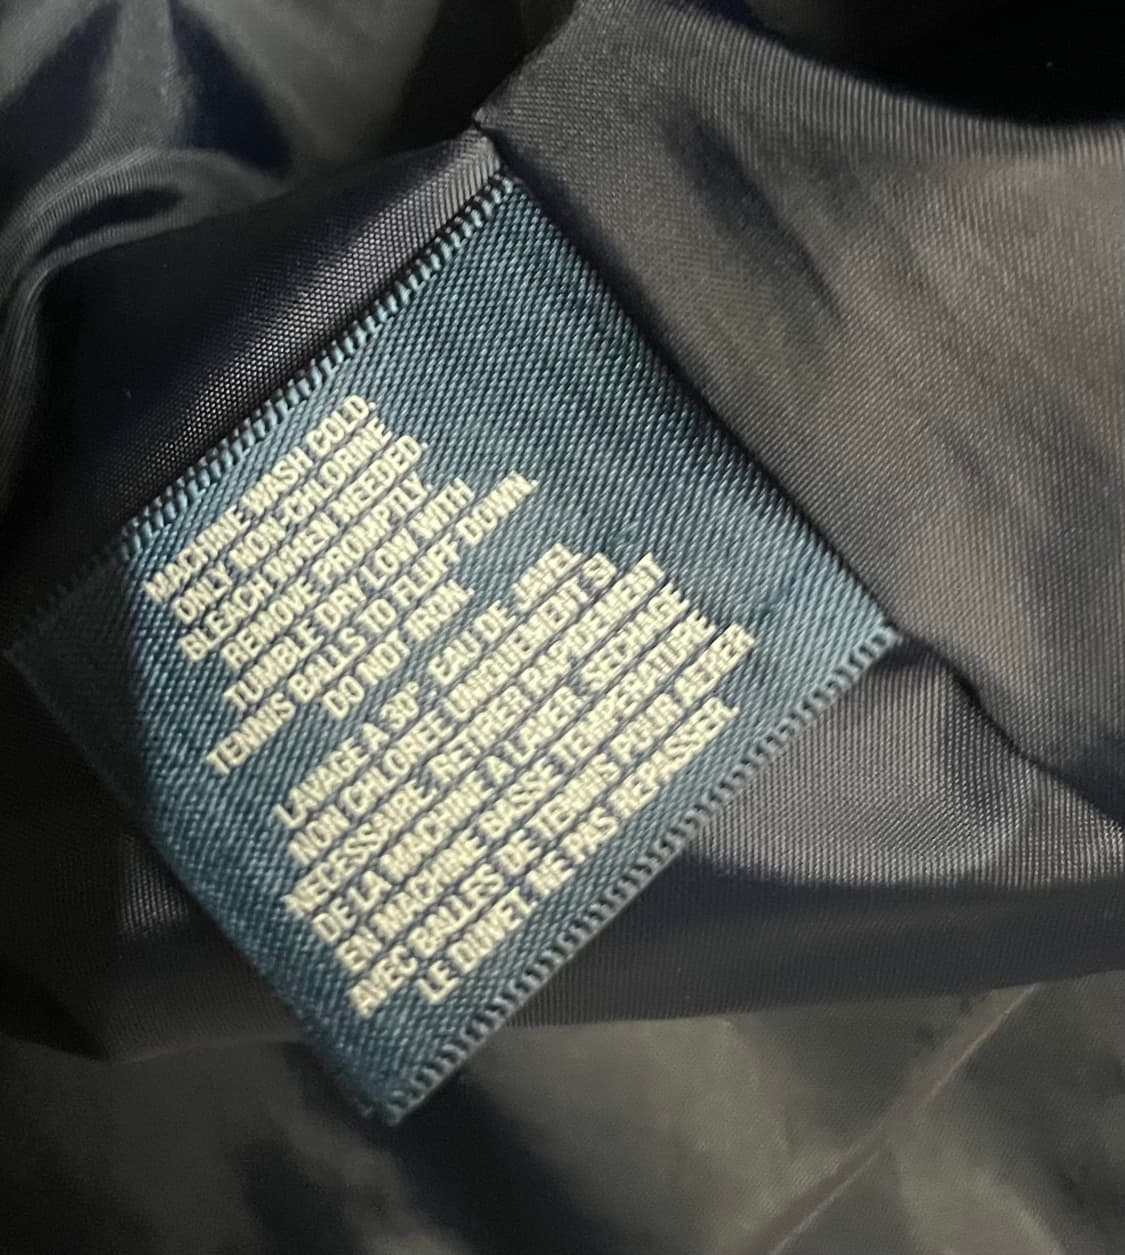 MACHINE WASH COLD.
ONLY NON-CHLORINE
BLEACH WHEN NEEDED.
REMOVE PROMPTLY.
TUMBLE DRY LOW WITH
TENNIS BALLS TO FLUFF DOWN.
DO NOT IRON.
LAVAGE A 30° EAU DE JAVEL
NON CHLOREE UNIQUEMENT SI
NECESSAIRE. RETIRER RAPIDEMENT
DE LA MACHINE A LAVER. SECHAGE
EN MACHINE BASSE TEMPERATURE
AVEC BALLES DE TENNIS POUR AERER
LE DUVET. NE PAS REPASSER